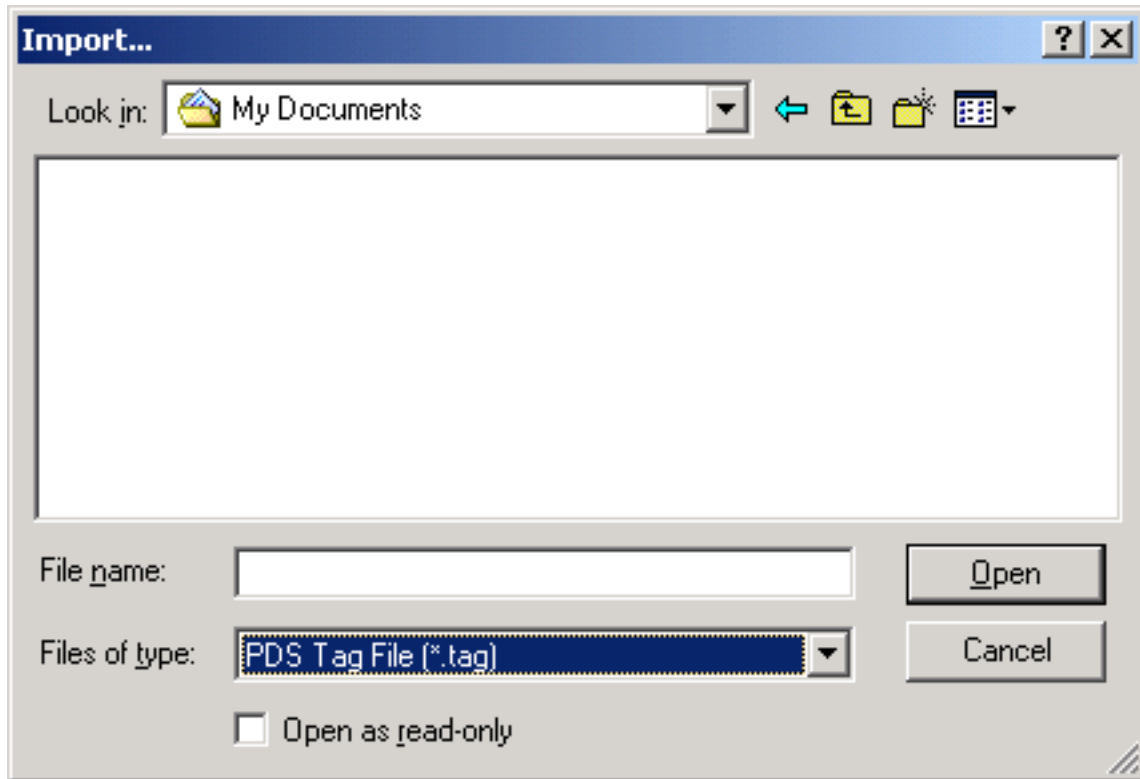 Import...
Look in: My Documents
File name: Open
Files of type: PDS Tag File (*.tag) Cancel
Open as read-only